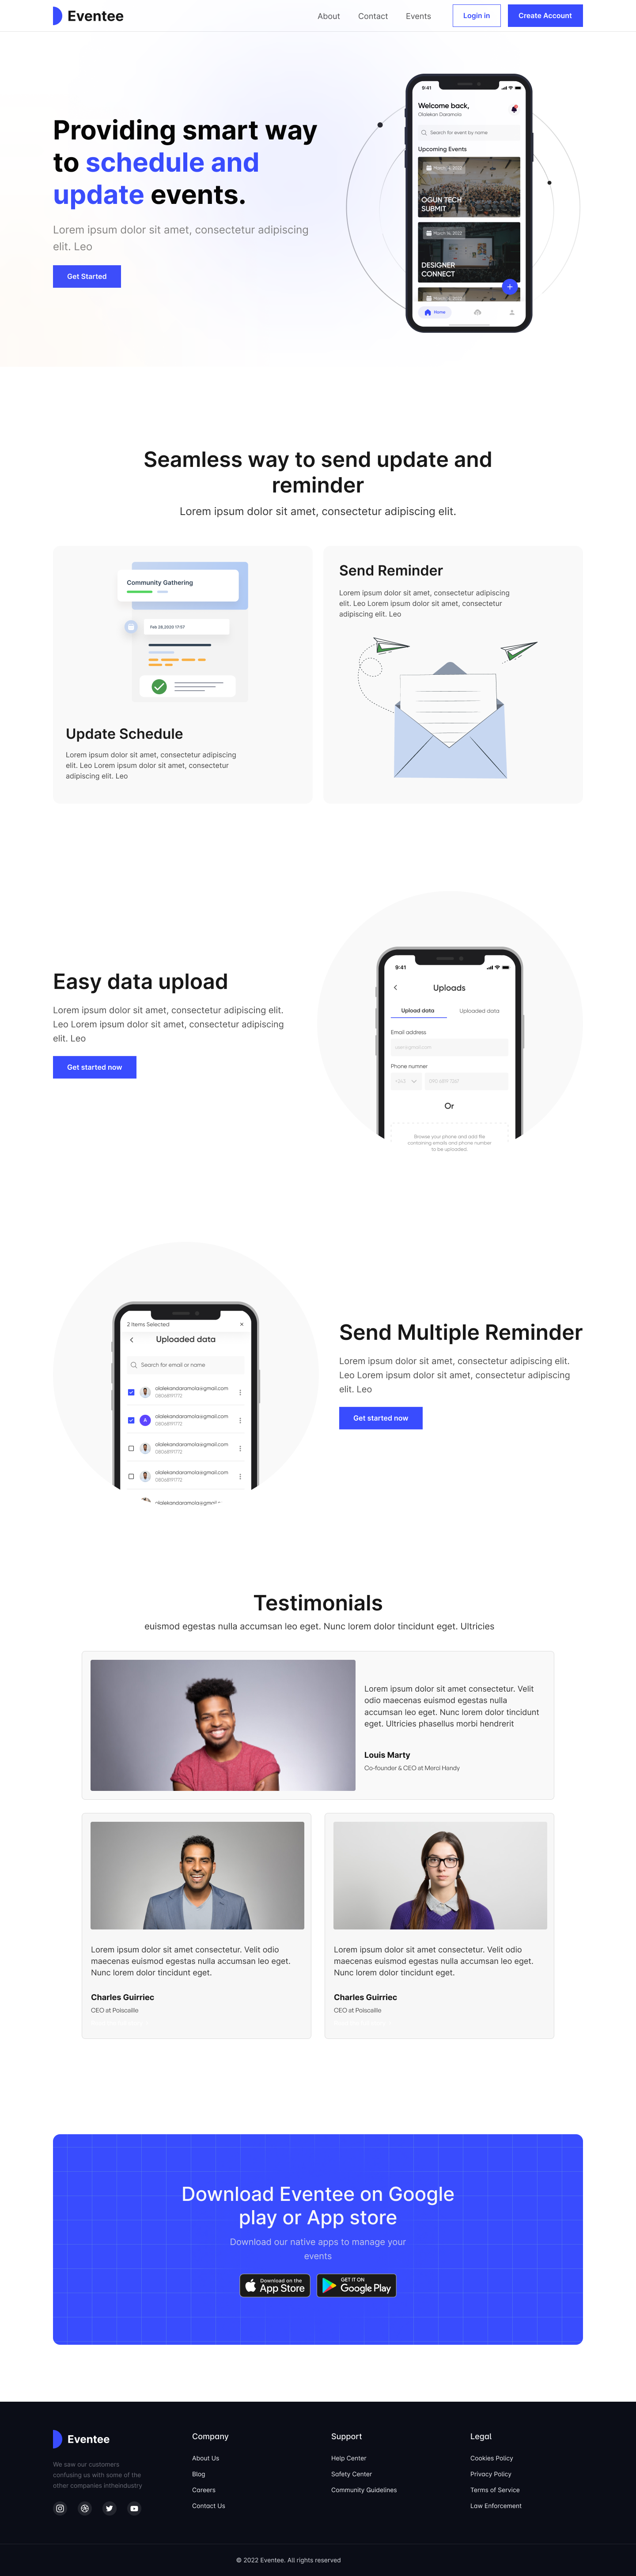 Eventee
About
Contact
Events
Login in
Create Account
Providing smart way
to schedule and
update events.
Lorem ipsum dolor sit amet, consectetur adipiscing
elit. Leo
Get Started
9:41
Welcome back,
Olalekan Daramola
Search for event by name
Upcoming Events
March 4, 2022
OGUN TECH
SUBMIT
March 14, 2022
DESIGNER
CONNECT
March 4, 2022
Home
Seamless way to send update and
reminder
Lorem ipsum dolor sit amet, consectetur adipiscing elit.
Community Gathering
Feb 28,2020 17:57
Update Schedule
Lorem ipsum dolor sit amet, consectetur adipiscing
elit. Leo Lorem ipsum dolor sit amet, consectetur
adipiscing elit. Leo
Send Reminder
Lorem ipsum dolor sit amet, consectetur adipiscing
elit. Leo Lorem ipsum dolor sit amet, consectetur
adipiscing elit. Leo
Easy data upload
Lorem ipsum dolor sit amet, consectetur adipiscing elit.
Leo Lorem ipsum dolor sit amet, consectetur adipiscing
elit. Leo
Get started now
9:41
Uploads
Upload data
Uploaded data
Email address
Phone numner
+243
Or
Browse your phone and add file
containing emails and phone number
to be uploaded.
2 Items Selected
Uploaded data
Search for email or name
olalekandaramola@gmail.com
08068911772
A
olalekandaramola@gmail.com
08068911772
olalekandaramola@gmail.com
08068911772
olalekandaramola@gmail.com
08068911772
olalekandaramola@gmail.
Send Multiple Reminder
Lorem ipsum dolor sit amet, consectetur adipiscing elit.
Leo Lorem ipsum dolor sit amet, consectetur adipiscing
elit. Leo
Get started now
Testimonials
euismod egestas nulla accumsan leo eget. Nunc lorem dolor tincidunt eget. Ultricies
Lorem ipsum dolor sit amet consectetur. Velit
odio maecenas euismod egestas nulla
accumsan leo eget. Nunc lorem dolor tincidunt
eget. Ultricies phasellus morbi hendrerit
Louis Marty
Co-founder & CEO at Merci Handy
Lorem ipsum dolor sit amet consectetur. Velit odio
maecenas euismod egestas nulla accumsan leo eget.
Nunc lorem dolor tincidunt eget.
Charles Guirriec
CEO at Poiscaille
Lorem ipsum dolor sit amet consectetur. Velit odio
maecenas euismod egestas nulla accumsan leo eget.
Nunc lorem dolor tincidunt eget.
Charles Guirriec
CEO at Poiscaille
Download Eventee on Google
play or App store
Download our native apps to manage your
events
Download on the
App Store
GET IT ON
Google Play
Eventee
We saw our customers
confusing us with some of the
other companies intheindustry
Company
About Us
Blog
Careers
Contact Us
Support
Help Center
Safety Center
Community Guidelines
Legal
Cookies Policy
Privacy Policy
Terms of Service
Law Enforcement
© 2022 Eventee. All rights reserved